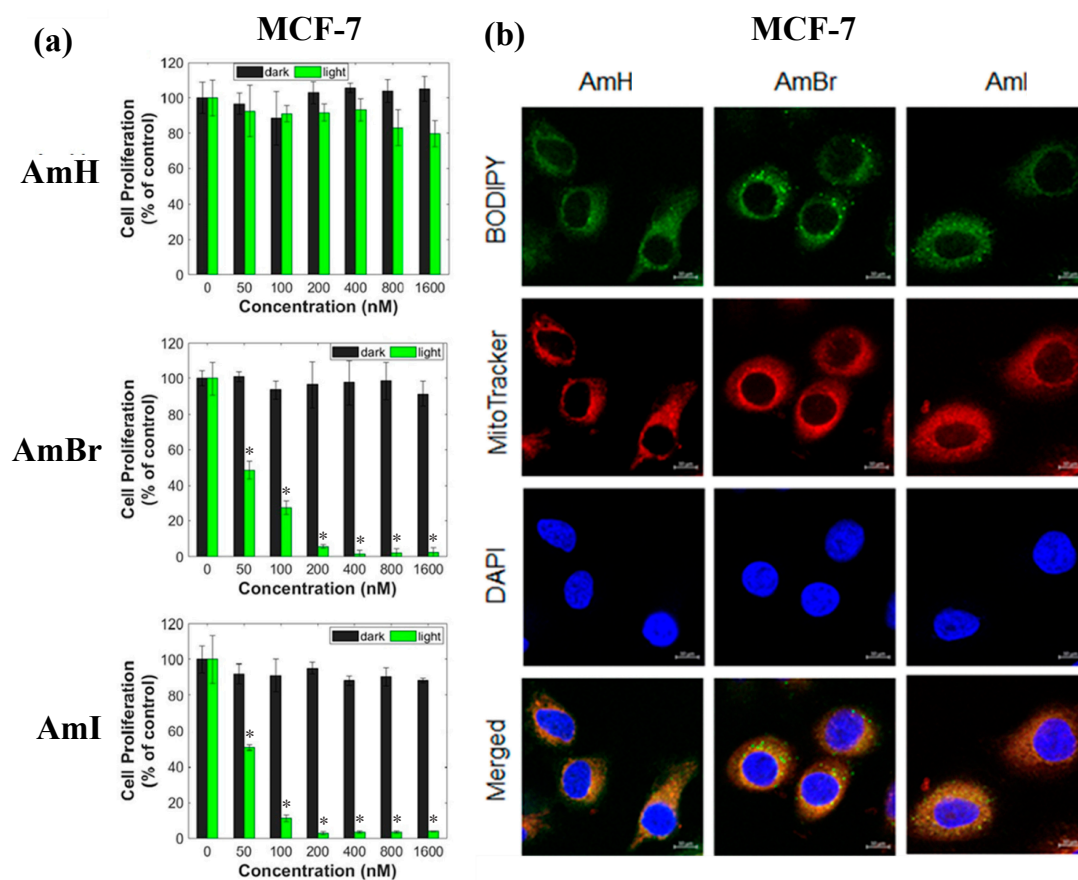 (a)
MCF-7
AmH
120
100
80
60
40
20
0
Cell Proliferation
(% of control)
dark
light
0 50 100 200 400 800 1600
Concentration (nM)
AmBr
120
100
80
60
40
20
0
Cell Proliferation
(% of control)
dark
light
* * * * * *
0 50 100 200 400 800 1600
Concentration (nM)
AmI
120
100
80
60
40
20
0
Cell Proliferation
(% of control)
dark
light
* * * * * *
0 50 100 200 400 800 1600
Concentration (nM)
(b)
MCF-7
AmH AmBr AmI
BODIPY
MitoTracker
DAPI
Merged